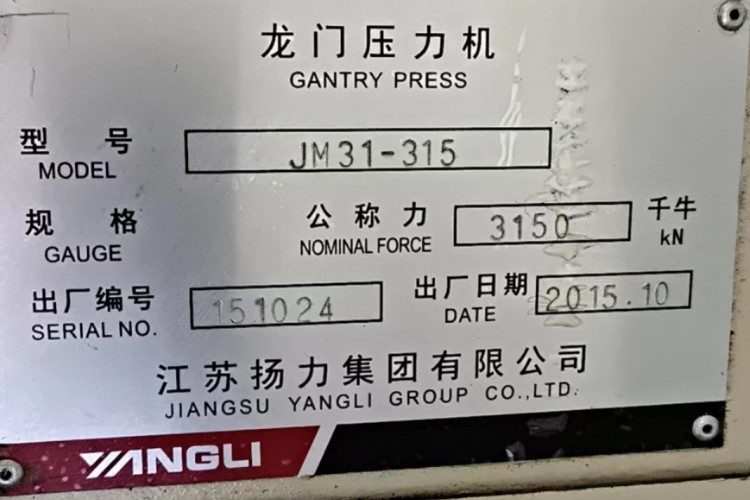 龙门压力机
GANTRY PRESS
型 号 JM31-315
MODEL
规 格 公称力 3150 千牛
GAUGE NOMINAL FORCE kN
出厂编号 151024 出厂日期 2015.10
SERIAL NO. DATE
江苏扬力集团有限公司
JIANGSU YANGLI GROUP CO.,LTD.
YANGLI